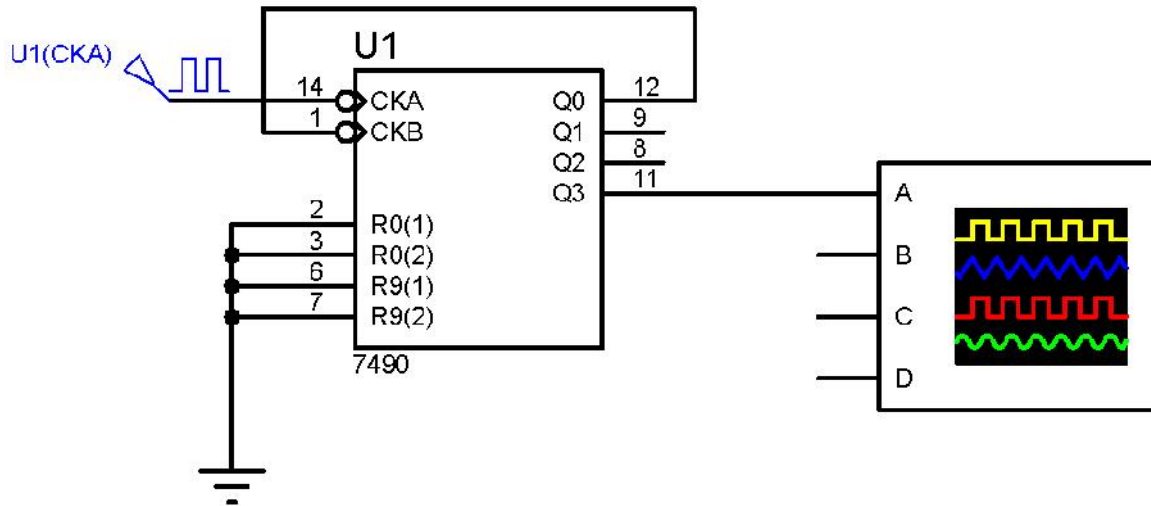 U1(CKA)
U1
14 CKA Q0 12
1 CKB Q1 9
Q2 8
Q3 11
2 R0(1)
3 R0(2)
6 R9(1)
7 R9(2)
7490
A
B
C
D